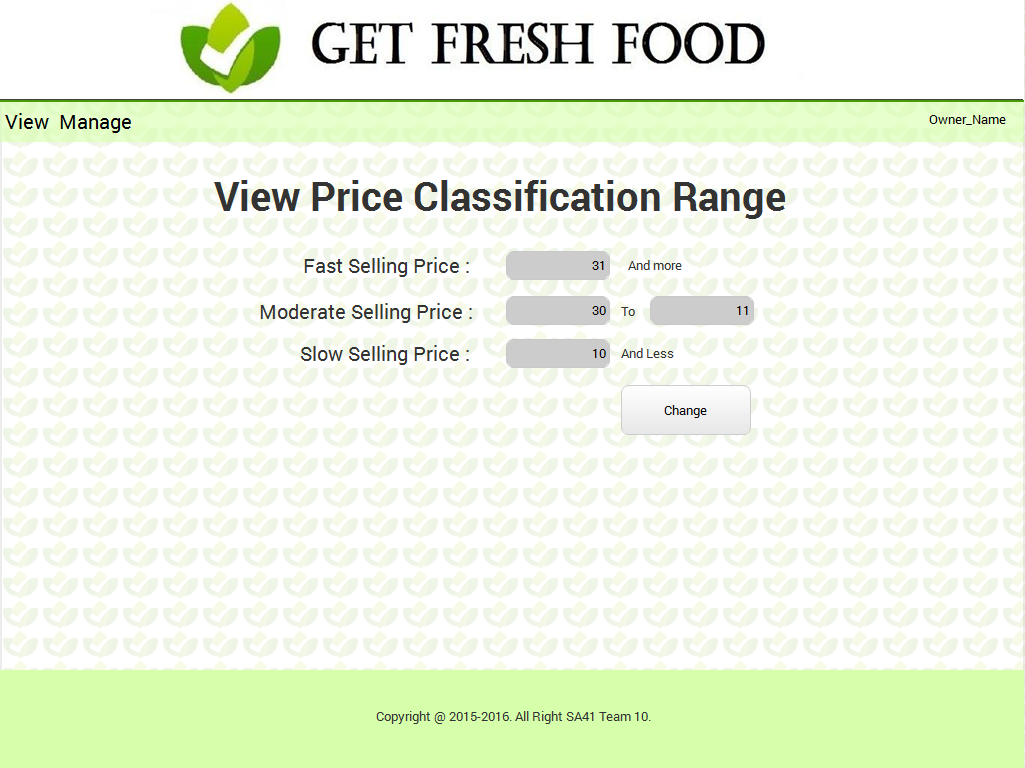 GET FRESH FOOD
View Manage Owner_Name
View Price Classification Range
Fast Selling Price : 31 And more
Moderate Selling Price : 30 To 11
Slow Selling Price : 10 And Less
Change
Copyright @ 2015-2016. All Right SA41 Team 10.